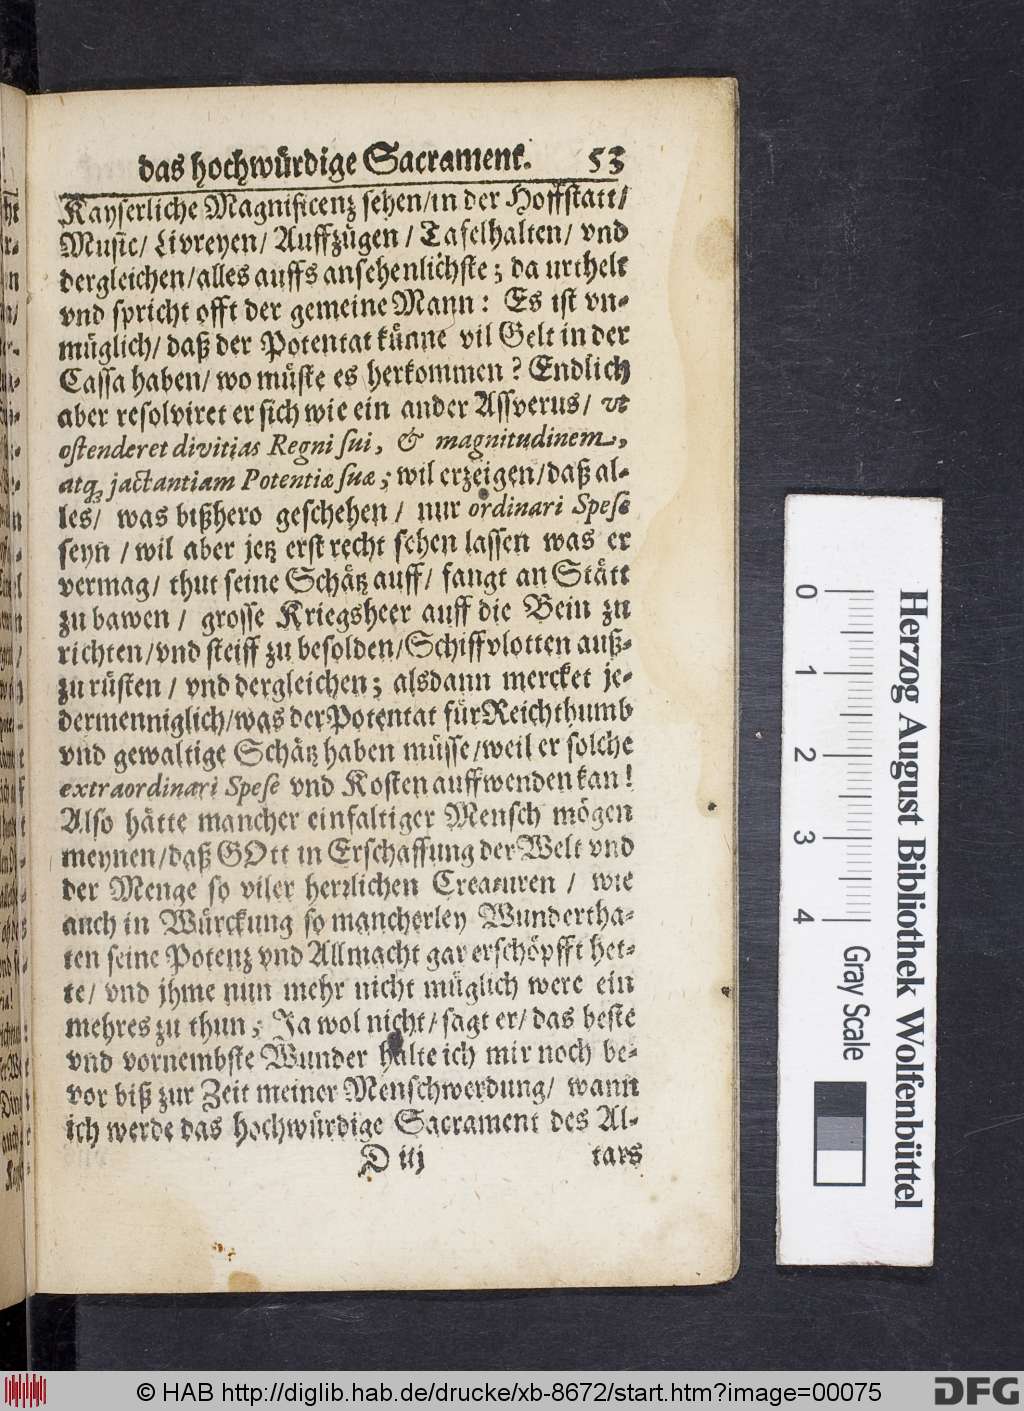 das hochwürdige Sacrament. 53
Kayserliche Magnificenz sehen/in der Hoffstatt/
Music/ Livreyen/ Auffzügen / Tafelhalten/ vnd
dergleichen/alles auffs ansehenlichste; da urthelt
vnd spricht offt der gemeine Mann: Es ist vn-
müglich/ daß der Potentat künne vil Gelt in der
Cassa haben/ wo müste es herkommen? Endlich
aber resolviret er sich wie ein ander Assverus/ vt
ostenderet divitias Regni sui, & magnitudinem,
atq; jactantiam Potentiæ suæ; wil erzeigen/daß al-
les/ was bißhero geschehen / nur ordinari Spese
seyn / wil aber jetz erst recht sehen lassen was er
vermag/ thut seine Schätz auff/ fangt an Stätt
zu bawen / grosse Kriegsheer auff die Bein zu
richten/vnd steiff zu besolden/Schiffvlotten auß-
zu rüsten / vnd dergleichen; alsdann mercket je-
dermenniglich/was der Potentat für Reichthumb
vnd gewaltige Schätz haben müsse/weil er solche
extraordinari Spese vnd Kosten auffwenden kan!
Also hätte mancher einfaltiger Mensch mögen
meynen/daß GOtt in Erschaffung der Welt vnd
der Menge so viler herrlichen Creaturen / wie
auch in Würckung so mancherley Wundertha-
ten seine Potenz vnd Allmacht gar erschöpfft het-
te/ vnd jhme nun mehr nicht müglich were ein
mehres zu thun; Ja wol nicht/ sagt er/ das beste
vnd vornembste Wunder halte ich mir noch be-
vor biß zur Zeit meiner Menschwerdung/ wann
ich werde das hochwürdige Sacrament des Al-
D iij tars
0 1 2 3 4
Gray Scale
Herzog August Bibliothek Wolfenbüttel
© HAB http://diglib.hab.de/drucke/xb-8672/start.htm?image=00075
DFG